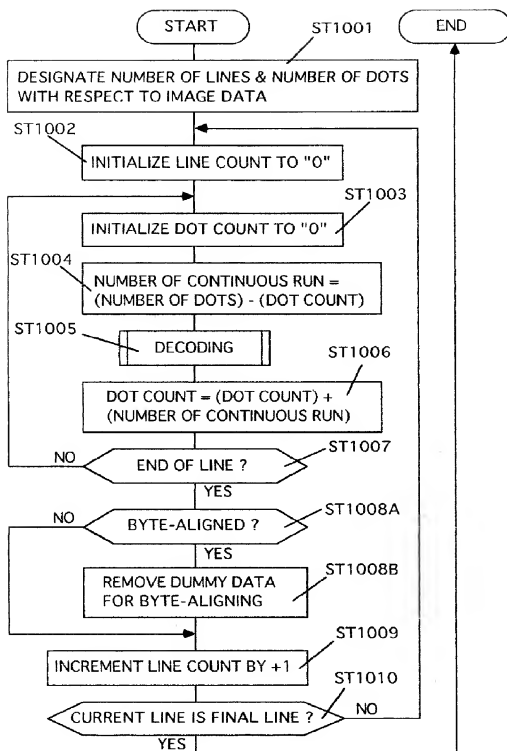 START
END
ST1001
DESIGNATE NUMBER OF LINES & NUMBER OF DOTS
WITH RESPECT TO IMAGE DATA
ST1002
INITIALIZE LINE COUNT TO "0"
ST1003
INITIALIZE DOT COUNT TO "0"
ST1004
NUMBER OF CONTINUOUS RUN =
(NUMBER OF DOTS) - (DOT COUNT)
ST1005
DECODING
ST1006
DOT COUNT = (DOT COUNT) +
(NUMBER OF CONTINUOUS RUN)
ST1007
NO
END OF LINE ?
YES
ST1008A
NO
BYTE-ALIGNED ?
YES
ST1008B
REMOVE DUMMY DATA
FOR BYTE-ALIGNING
ST1009
INCREMENT LINE COUNT BY +1
ST1010
CURRENT LINE IS FINAL LINE ?
NO
YES